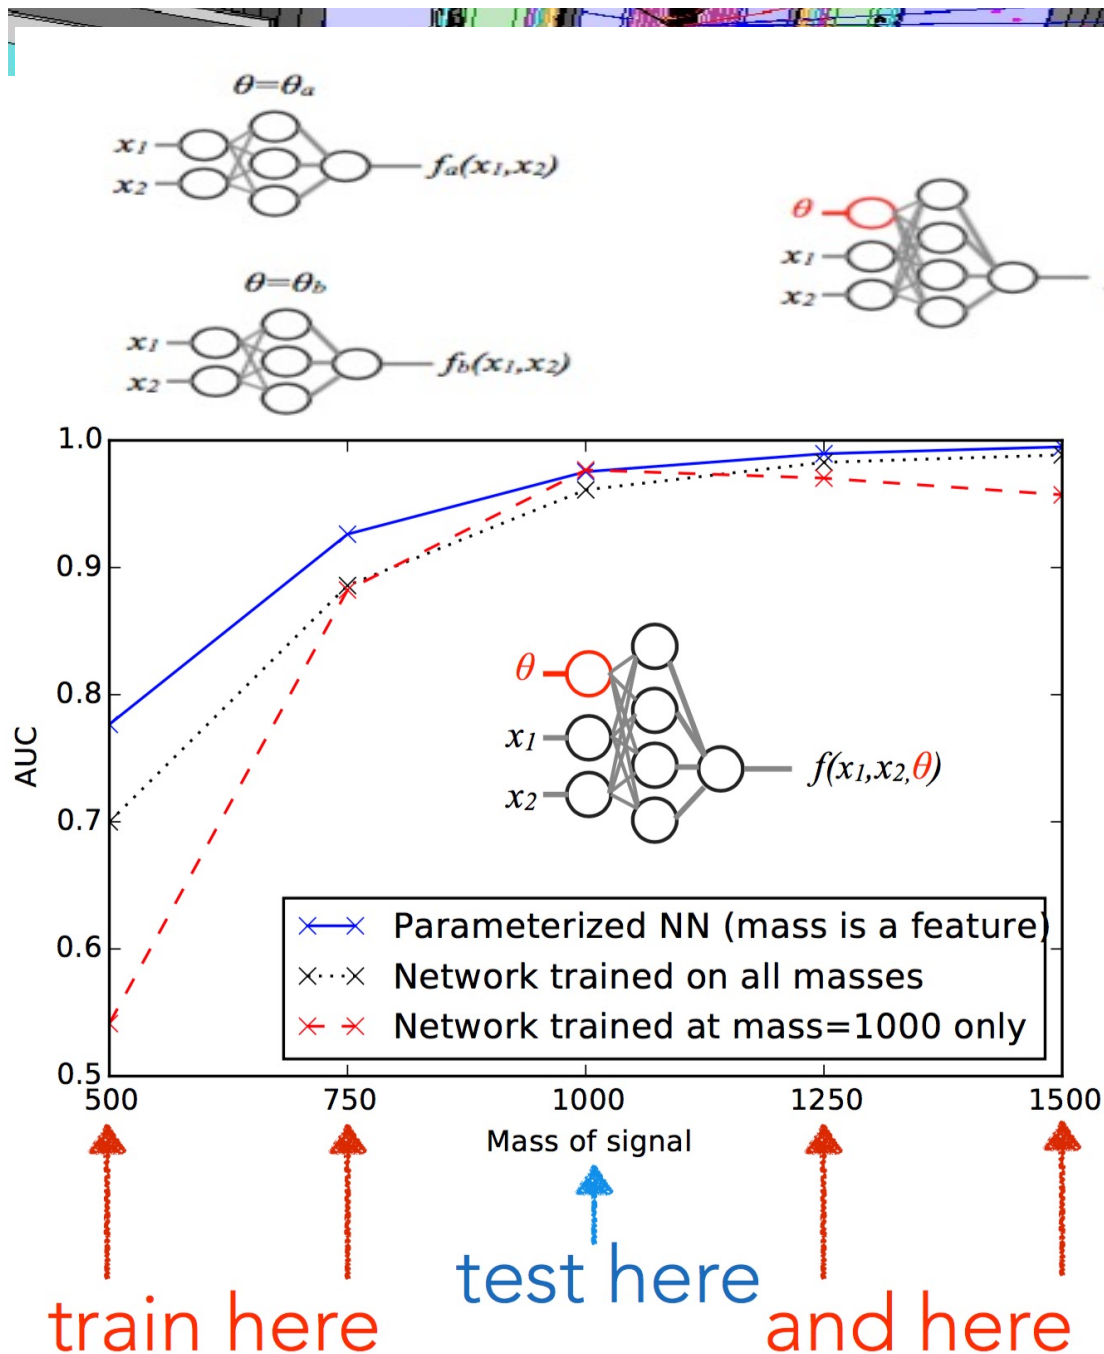 θ=θa
x1
x2
fa(x1,x2)
θ
x1
x2
θ=θb
x1
x2
fb(x1,x2)
1.0
0.9
0.8
0.7
0.6
0.5
AUC
θ
x1
x2
f(x1,x2,θ)
Parameterized NN (mass is a feature)
Network trained on all masses
Network trained at mass=1000 only
500 750 1000 1250 1500
Mass of signal
test here
train here
and here